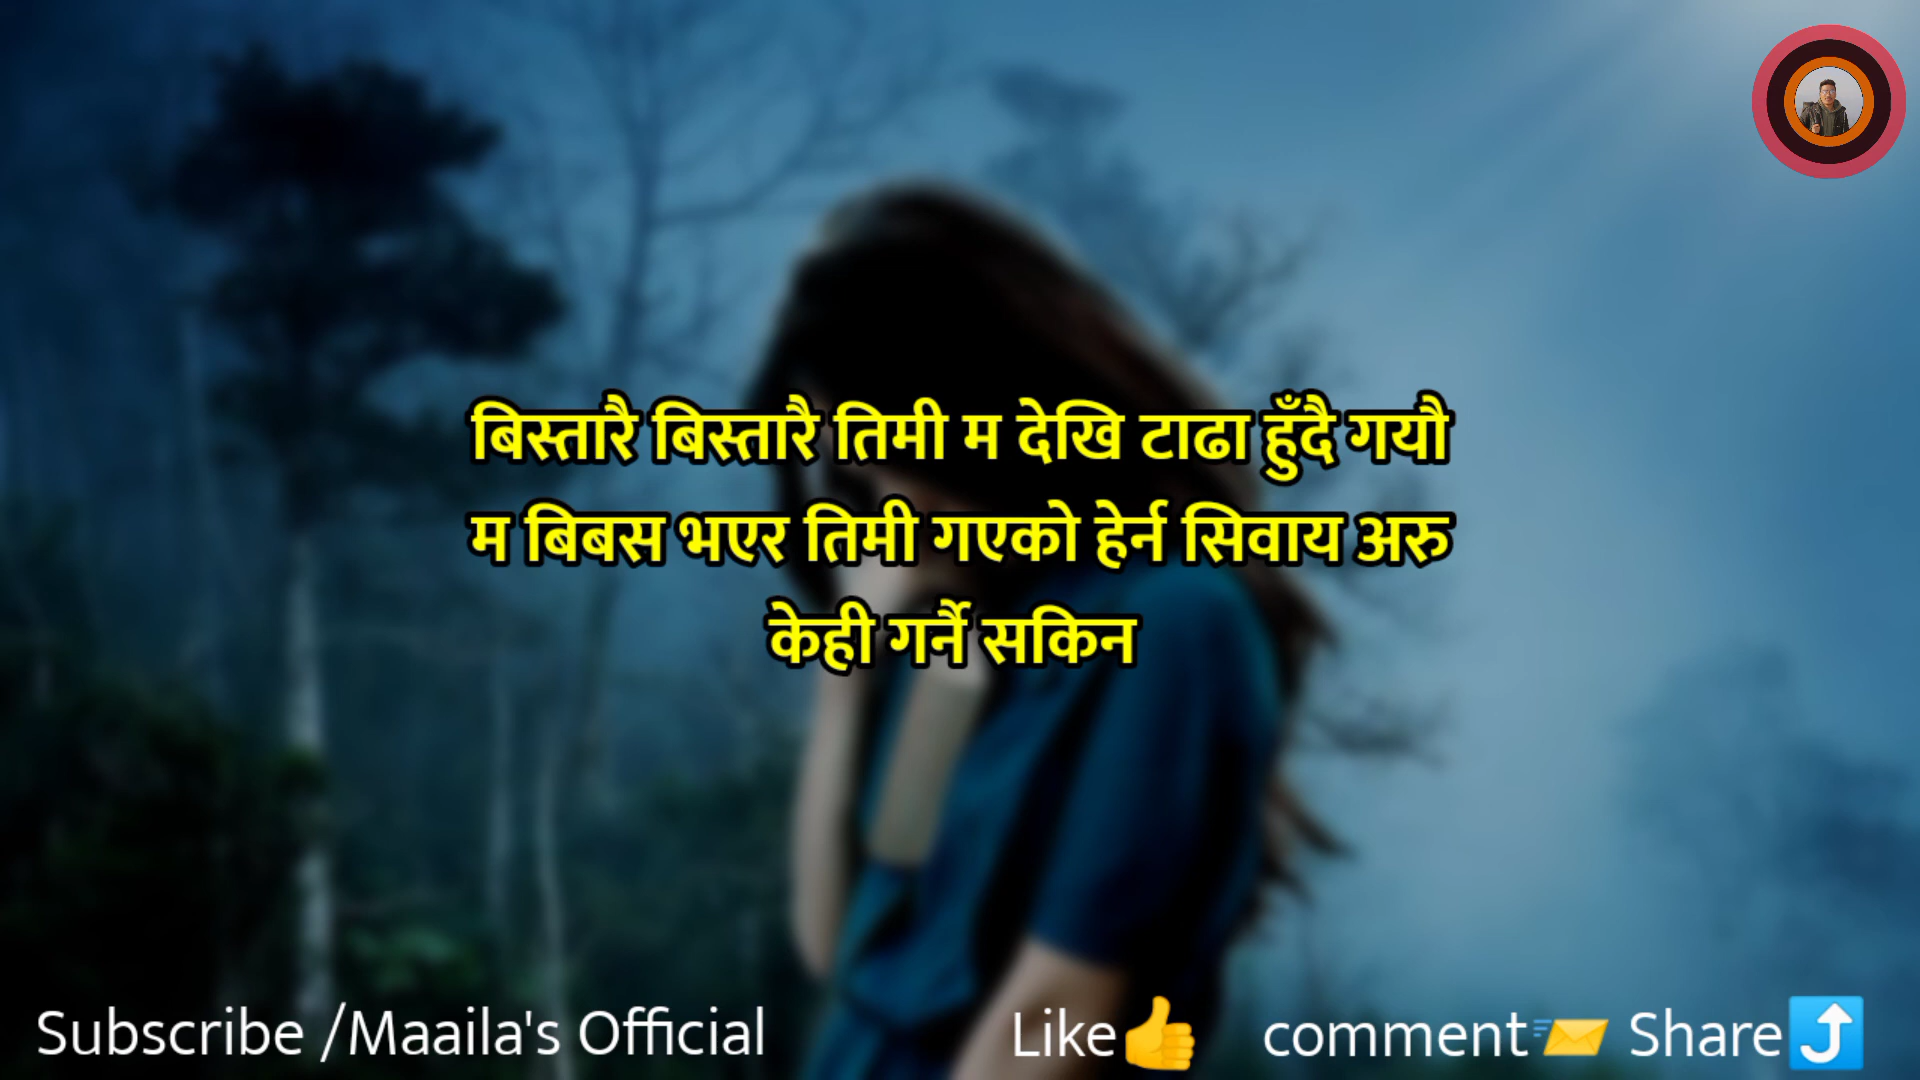 बिस्तारै बिस्तारै तिमी म देखि टाढा हुँदै गयौ
म बिबस भएर तिमी गएको हेर्न सिवाय अरु
केही गर्नै सकिन
Subscribe /Maaila's Official Like👍 comment📨 Share⤴️